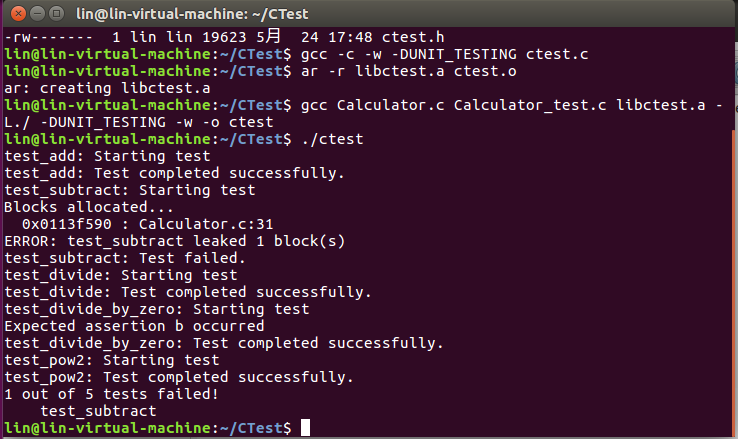 lin@lin-virtual-machine: ~/CTest
-rw-------  1 lin lin 19623 5月  24 17:48 ctest.h
lin@lin-virtual-machine:~/CTest$ gcc -c -w -DUNIT_TESTING ctest.c
lin@lin-virtual-machine:~/CTest$ ar -r libctest.a ctest.o
ar: creating libctest.a
lin@lin-virtual-machine:~/CTest$ gcc Calculator.c Calculator_test.c libctest.a -
L./ -DUNIT_TESTING -w -o ctest
lin@lin-virtual-machine:~/CTest$ ./ctest
test_add: Starting test
test_add: Test completed successfully.
test_subtract: Starting test
Blocks allocated...
  0x0113f590 : Calculator.c:31
ERROR: test_subtract leaked 1 block(s)
test_subtract: Test failed.
test_divide: Starting test
test_divide: Test completed successfully.
test_divide_by_zero: Starting test
Expected assertion b occurred
test_divide_by_zero: Test completed successfully.
test_pow2: Starting test
test_pow2: Test completed successfully.
1 out of 5 tests failed!
    test_subtract
lin@lin-virtual-machine:~/CTest$